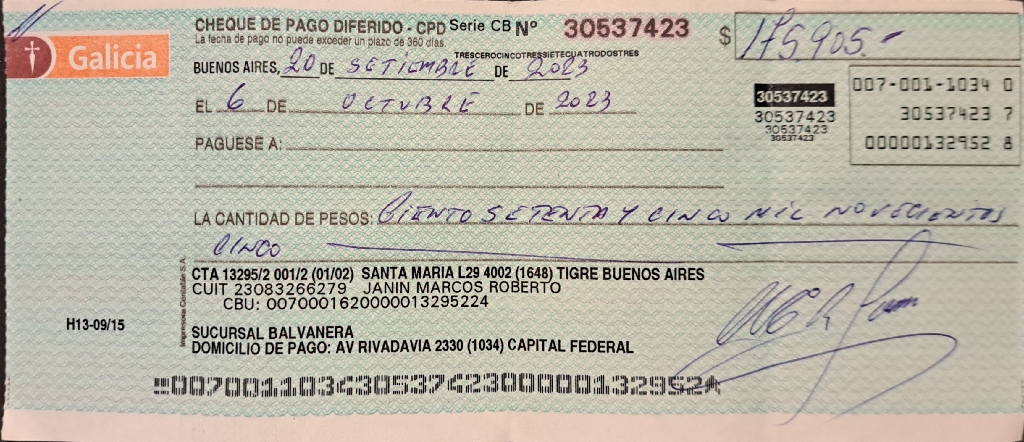 Galicia
CHEQUE DE PAGO DIFERIDO - CPD Serie CB Nº 30537423 $ 175.905.-
La fecha de pago no puede exceder un plazo de 360 días.
TRESCEROCINCOTRESSIETECUATRODOSTRES
BUENOS AIRES, 20 DE SETIEMBRE DE 2023
EL 6 DE OCTUBRE DE 2023
30537423
30537423
30537423
30537423
007-001-1034 0
30537423 7
00000132952 8
PAGUESE A:
LA CANTIDAD DE PESOS: CIENTO SETENTA Y CINCO MIL NOVECIENTOS
CINCO
CTA 13295/2 001/2 (01/02) SANTA MARIA L29 4002 (1648) TIGRE BUENOS AIRES
CUIT 23083266279 JANIN MARCOS ROBERTO
CBU: 0070001620000013295224
H13-09/15
SUCURSAL BALVANERA
DOMICILIO DE PAGO: AV RIVADAVIA 2330 (1034) CAPITAL FEDERAL
00700110343053742300000132952